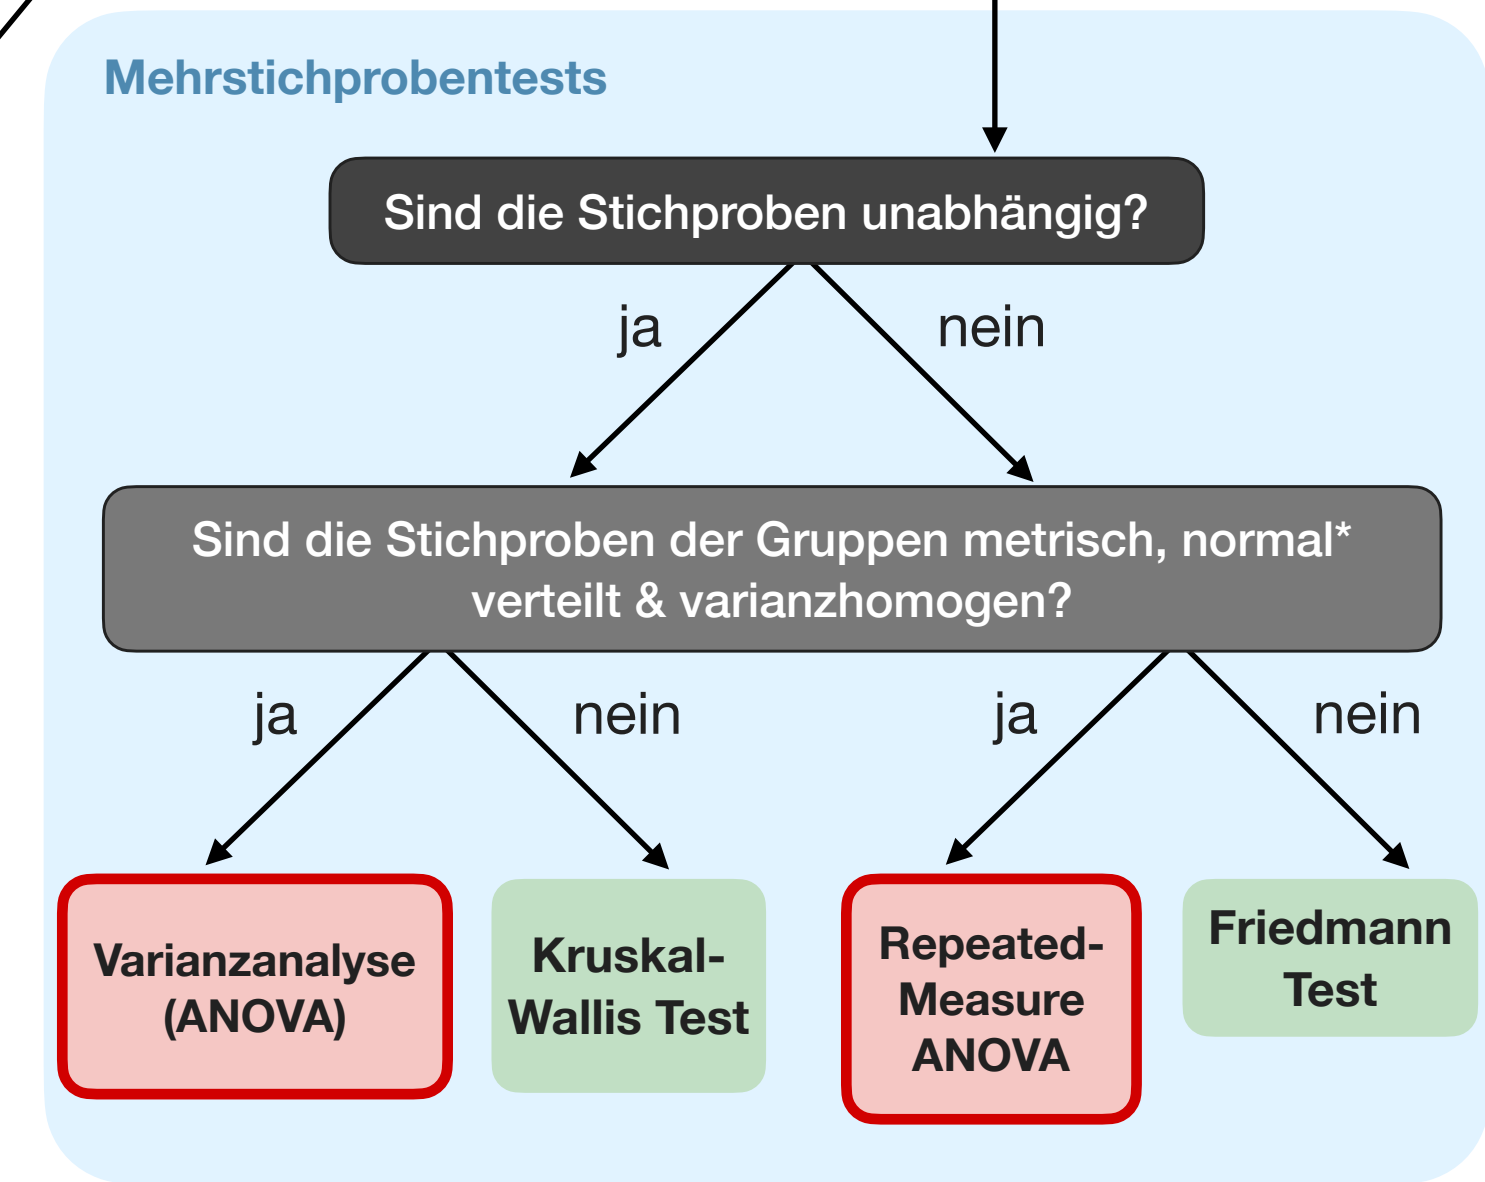 Mehrstichprobentests
Sind die Stichproben unabhängig?
ja
nein
Sind die Stichproben der Gruppen metrisch, normal*
verteilt & varianzhomogen?
ja
nein
ja
nein
Varianzanalyse
(ANOVA)
Kruskal-
Wallis Test
Repeated-
Measure
ANOVA
Friedmann
Test